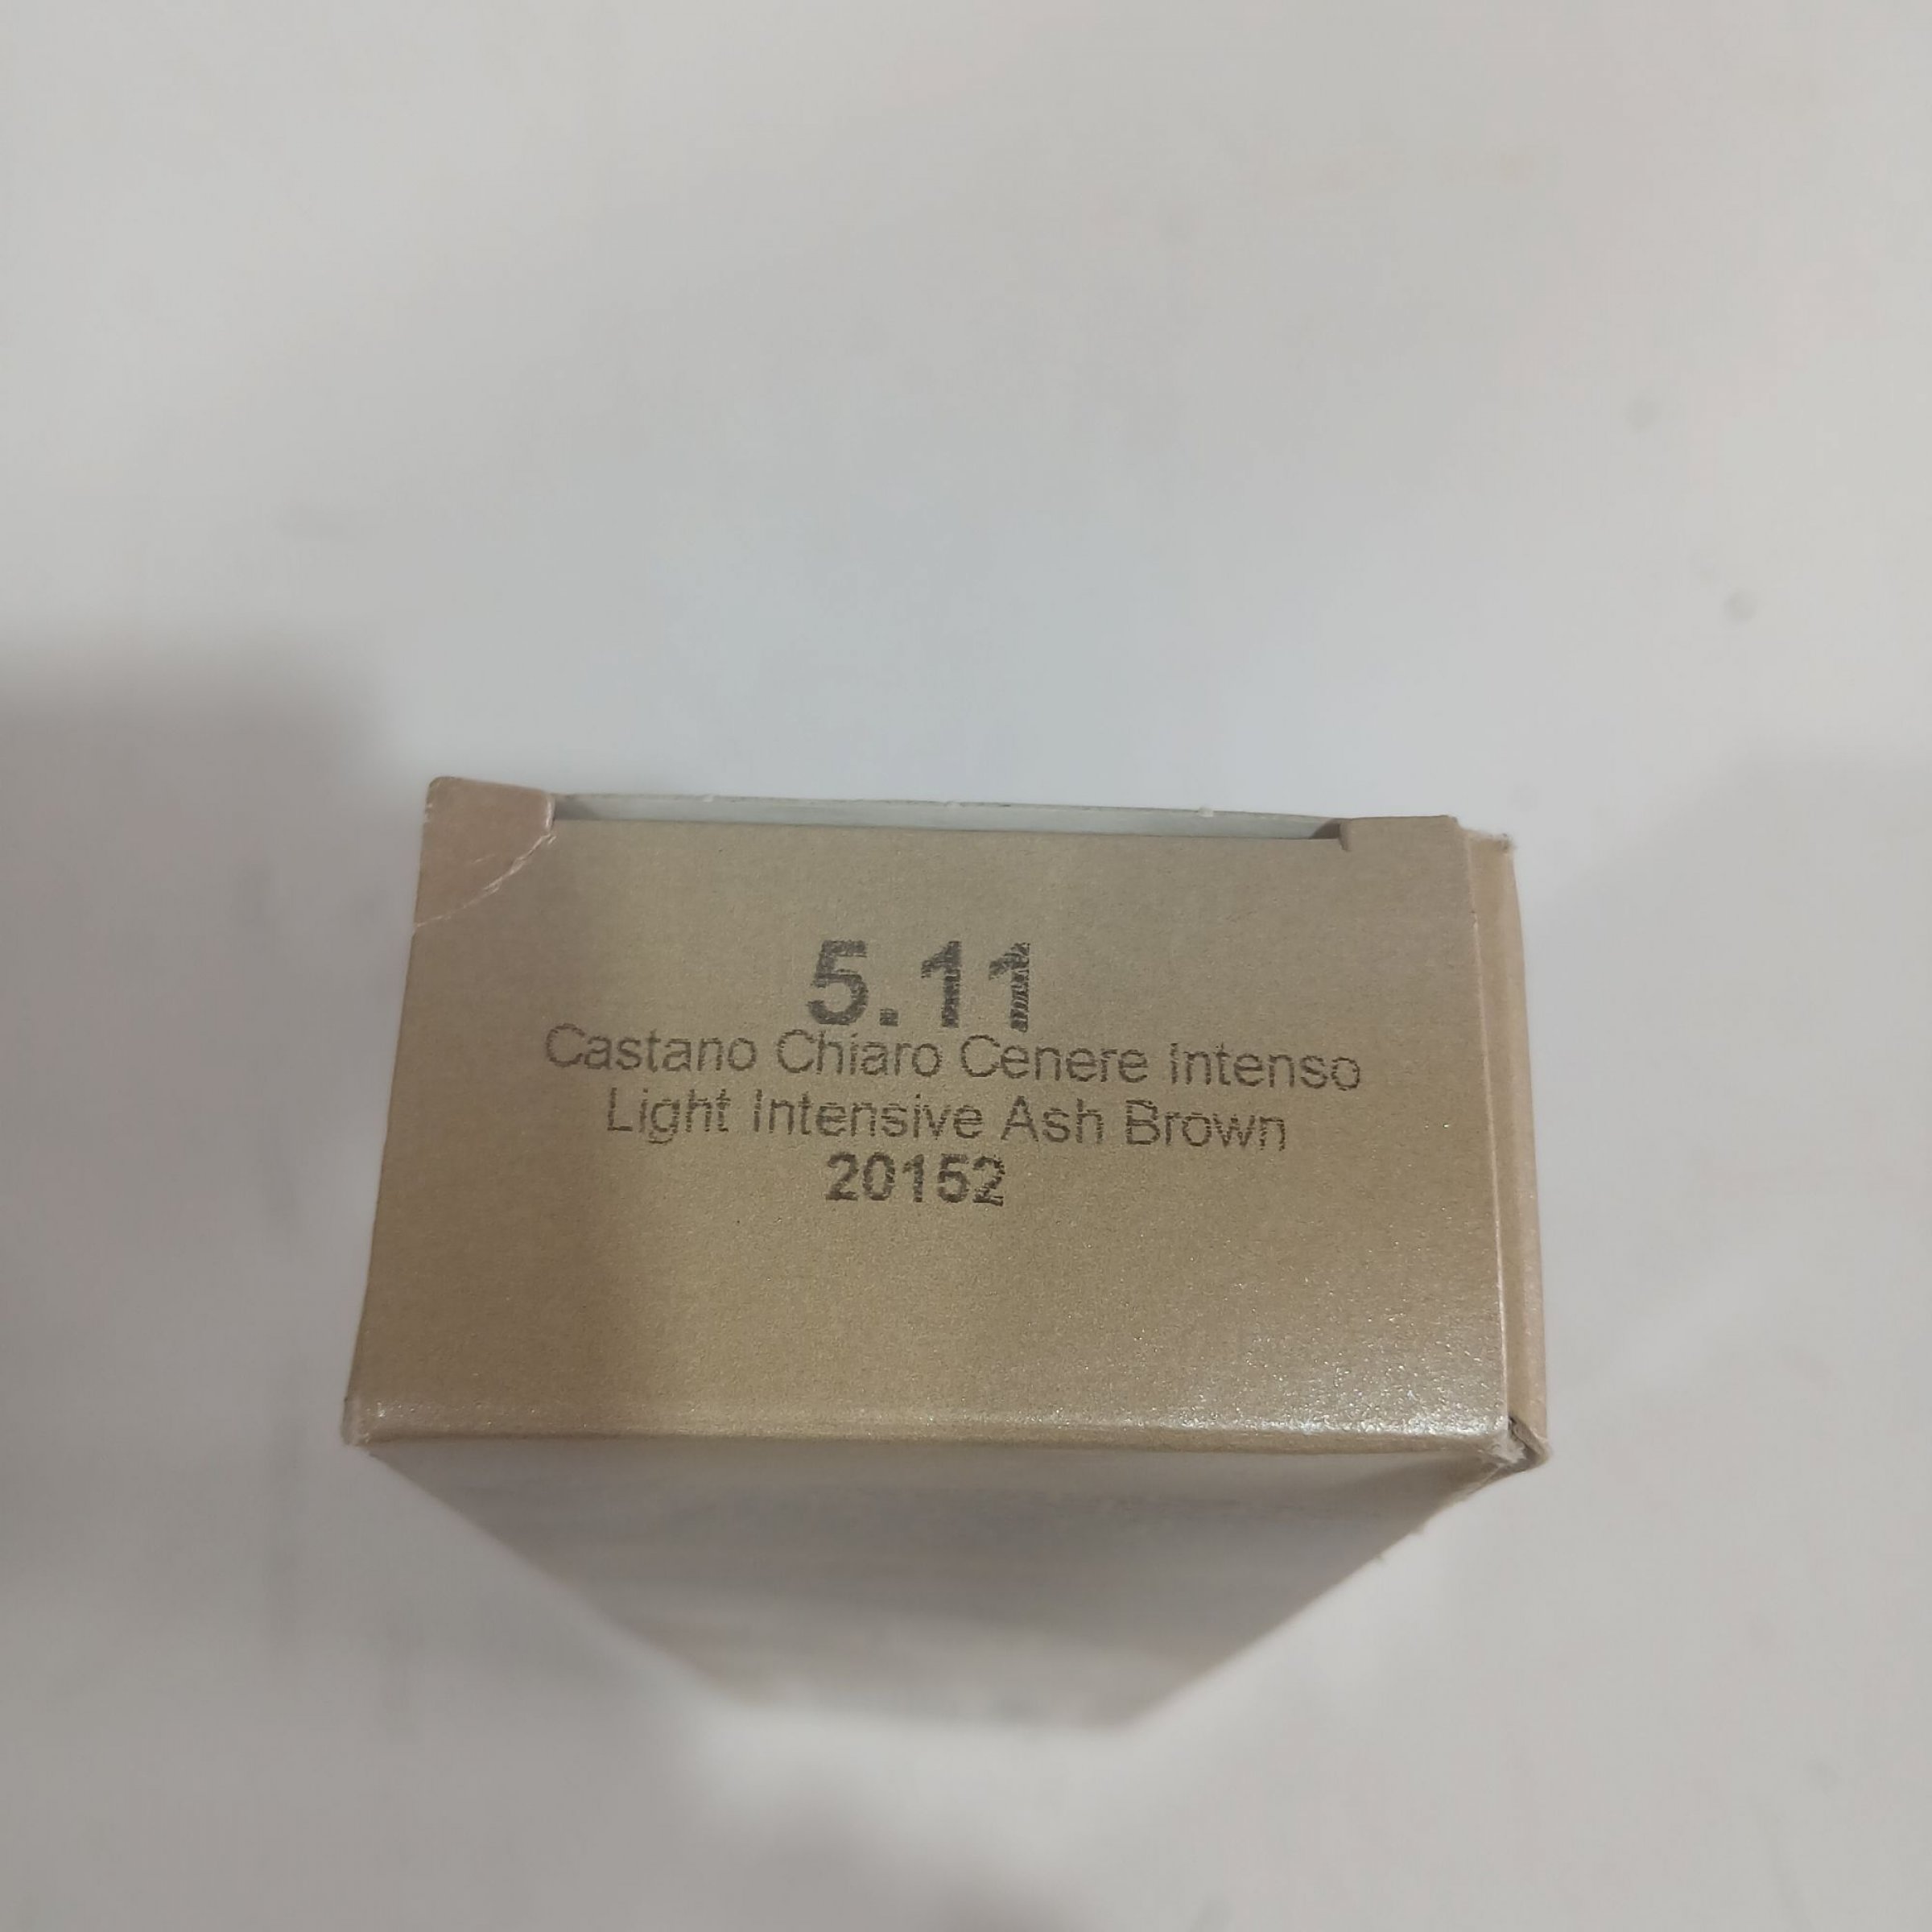 5.11
Castano Chiaro Cenere Intenso
Light Intensive Ash Brown
20152